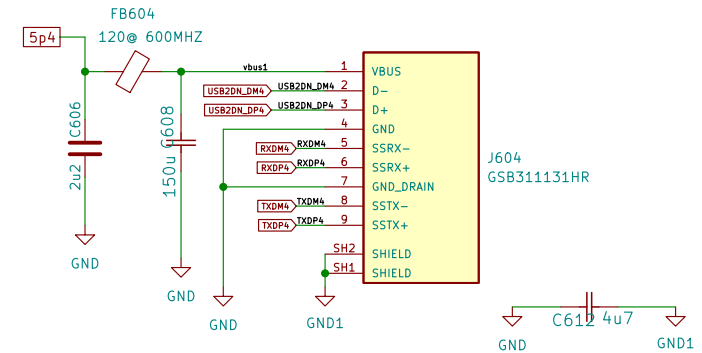 FB604
120@ 600MHZ
5p4
vbus1
1
VBUS
USB2DN_DM4
USB2DN_DM4
2
D-
USB2DN_DP4
USB2DN_DP4
3
D+
C606
2u2
C608
150u
4
GND
RXDM4
RXDM4
5
SSRX-
RXDP4
RXDP4
6
SSRX+
7
GND_DRAIN
TXDM4
TXDM4
8
SSTX-
TXDP4
TXDP4
9
SSTX+
J604
GSB311131HR
SH2
SHIELD
SH1
SHIELD
GND
GND
GND
GND1
C612
4u7
GND
GND1